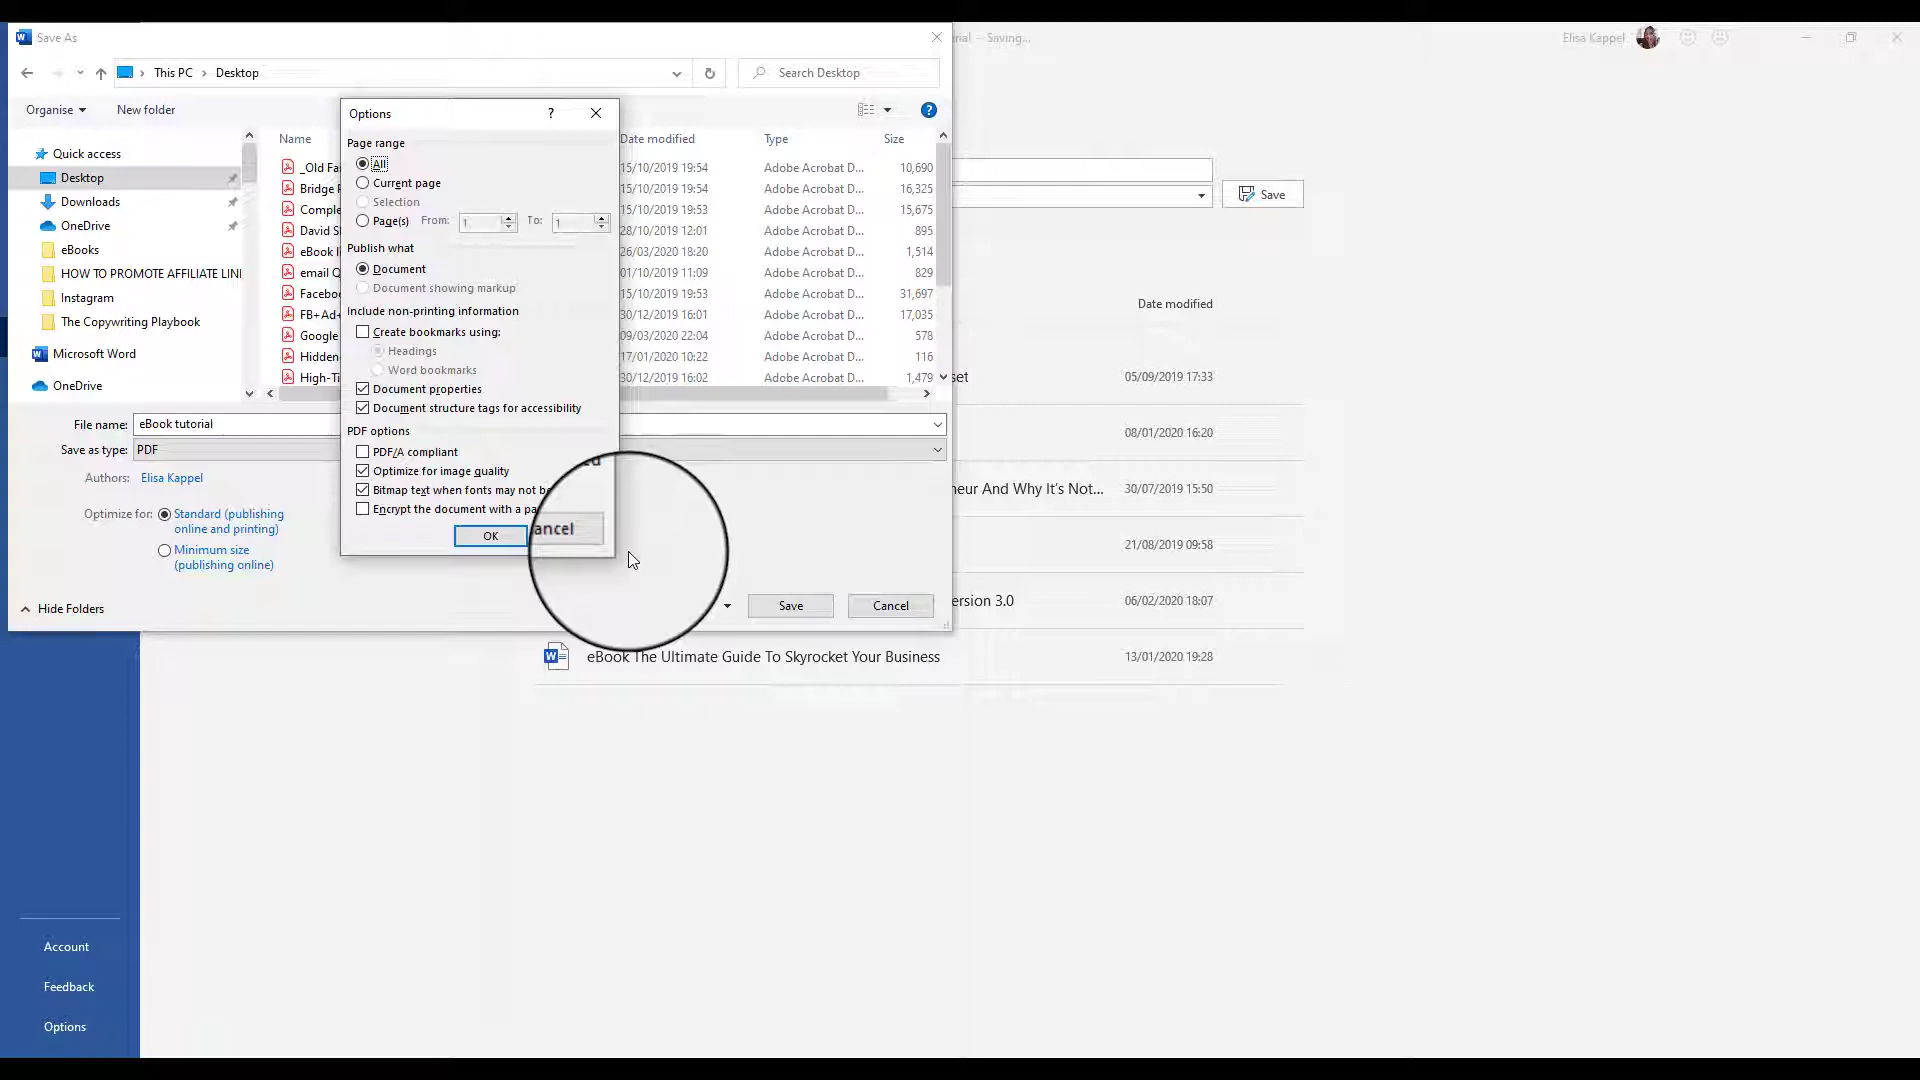 Save As
rial - Saving...
Elisa Kappel
This PC
Desktop
Search Desktop
Organise
New folder
Options
?
Name
Date modified
Type
Size
Page range
All
Current page
Selection
Page(s)
From:
1
To:
1
Publish what
Document
Document showing markup
Include non-printing information
Create bookmarks using:
Headings
Word bookmarks
Document properties
Document structure tags for accessibility
PDF options
PDF/A compliant
Optimize for image quality
Bitmap text when fonts may not be
Encrypt the document with a pa
OK
ancel
Quick access
Desktop
Downloads
OneDrive
eBooks
HOW TO PROMOTE AFFILIATE LINI
Instagram
The Copywriting Playbook
Microsoft Word
OneDrive
_Old Fa
15/10/2019 19:54
Adobe Acrobat D...
10,690
Bridge
15/10/2019 19:54
Adobe Acrobat D...
16,325
Comple
15/10/2019 19:53
Adobe Acrobat D...
15,675
David S
28/10/2019 12:01
Adobe Acrobat D...
895
eBook I
26/03/2020 18:20
Adobe Acrobat D...
1,514
email Q
01/10/2019 11:09
Adobe Acrobat D...
829
Facebo
15/10/2019 19:53
Adobe Acrobat D...
31,697
FB+Ad+
30/12/2019 16:01
Adobe Acrobat D...
17,035
Google
09/03/2020 22:04
Adobe Acrobat D...
578
Hidden
17/01/2020 10:22
Adobe Acrobat D...
116
High-Ti
30/12/2019 16:02
Adobe Acrobat D...
1,479
File name:
eBook tutorial
Save as type:
PDF
Authors:
Elisa Kappel
Optimize for:
Standard (publishing
online and printing)
Minimum size
(publishing online)
Hide Folders
Save
Cancel
Save
Date modified
set
05/09/2019 17:33
08/01/2020 16:20
neur And Why It's Not...
30/07/2019 15:50
21/08/2019 09:58
ersion 3.0
06/02/2020 18:07
eBook The Ultimate Guide To Skyrocket Your Business
13/01/2020 19:28
Account
Feedback
Options